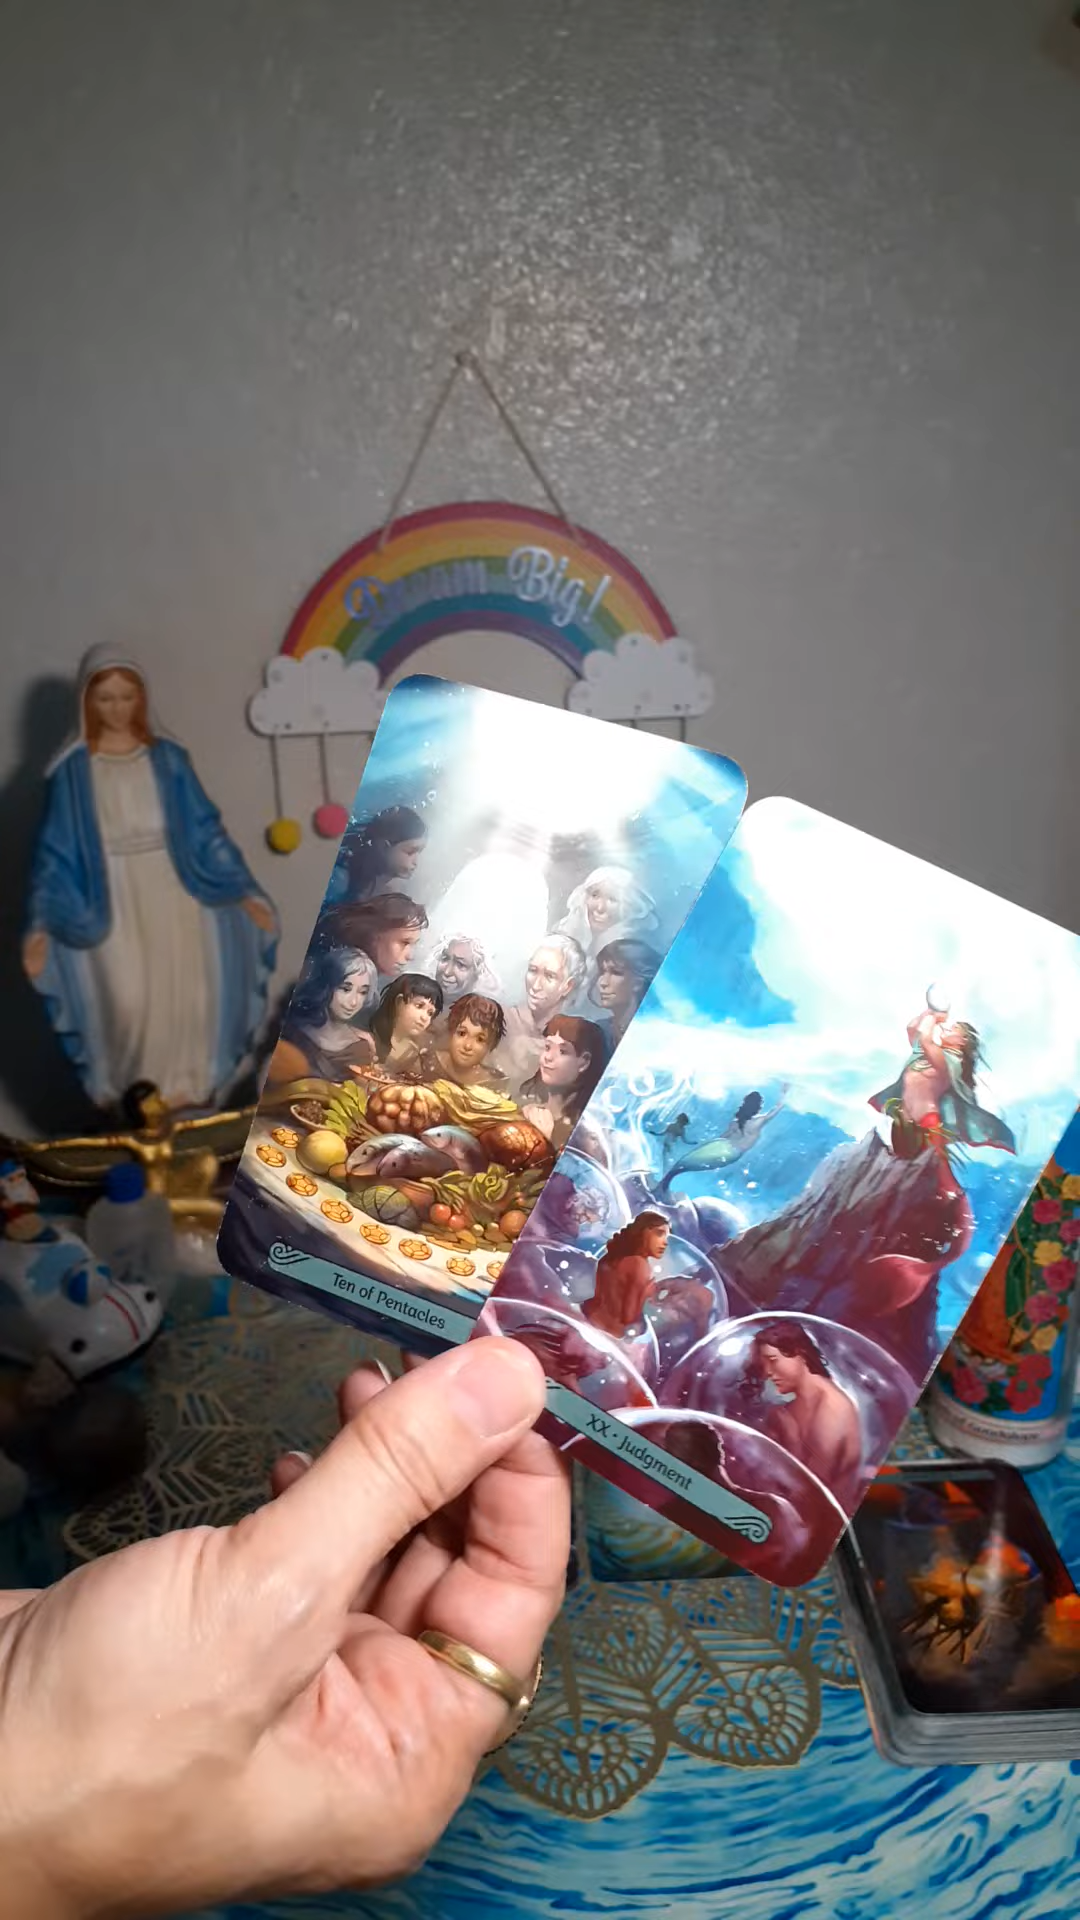 Dream Big!
Ten of Pentacles
XX • Judgment